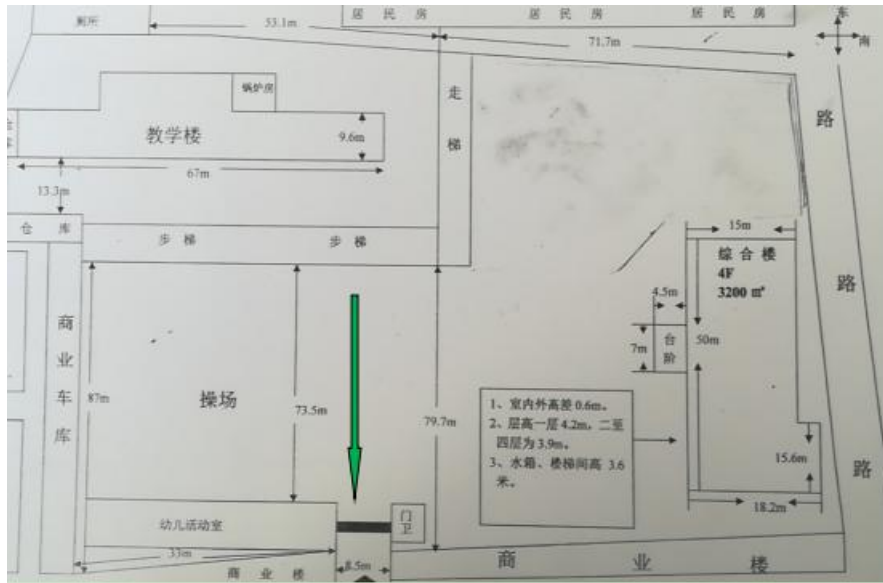 厕所
53.1m
居 民 房
居 民 房
居 民 房
东
南
71.7m
锅炉房
走
梯
路
教学楼
9.6m
67m
13.3m
仓 库
步 梯
步 梯
15m
综 合 楼
4F
3200 ㎡
路
4.5m
台
阶
7m
50m
商
业
车
库
87m
操场
73.5m
79.7m
1、室内外高差 0.6m。
2、层高一层 4.2m，二至
四层为 3.9m。
3、水箱、楼梯间高 3.6
米。
15.6m
路
18.2m
幼儿活动室
门
卫
33m
8.5m
商 业 楼
商 业 楼